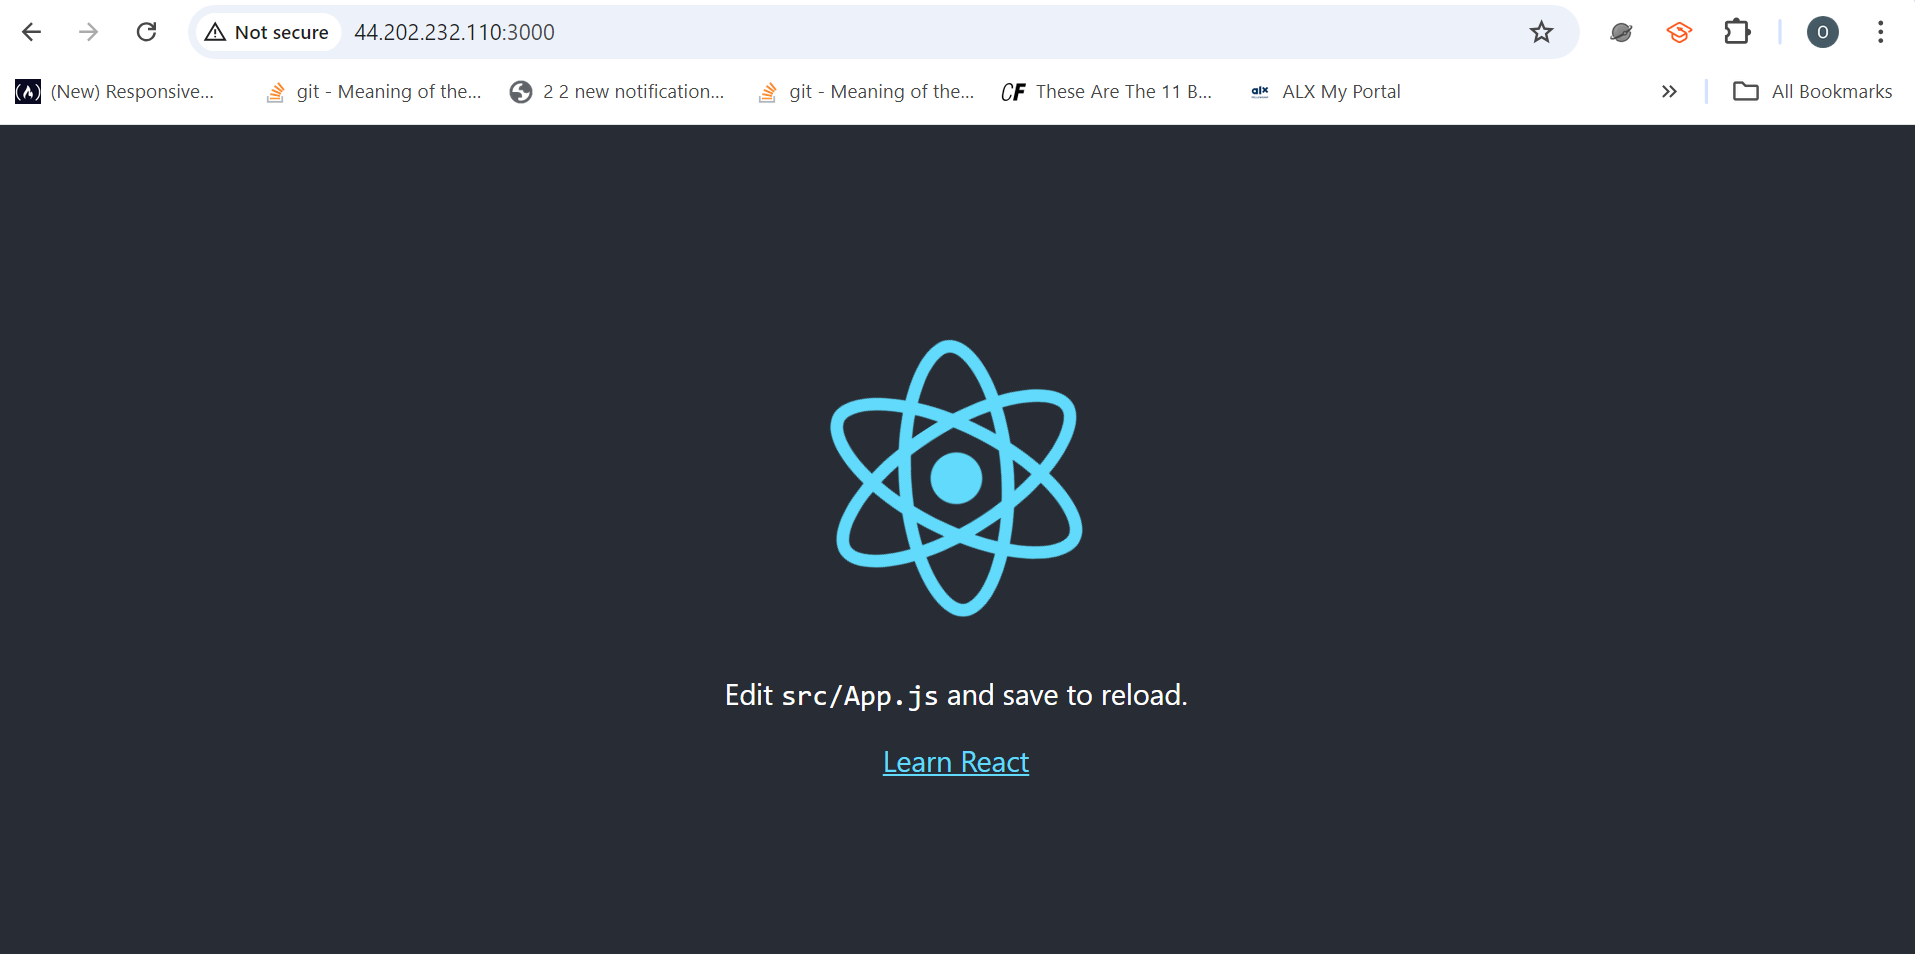 Not secure 44.202.232.110:3000 O
(New) Responsive... git - Meaning of the... 2 2 new notification... git - Meaning of the... CF These Are The 11 B... alx ALX My Portal All Bookmarks
Edit src/App.js and save to reload.
Learn React